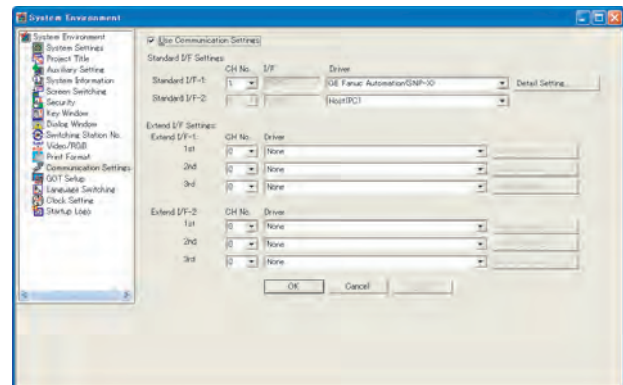 System Environment
System Environment
System Settings
Project Title
Auxiliary Setting
System Information
Screen Switching
Security
Key Window
Dialog Window
Switching Station No.
Video/RGB
Print Format
Communication Settings
GOT Setup
Language Switching
Clock Setting
Startup Logo
Use Communication Settings
Standard I/F Settings
CH No. I/F Driver
Standard I/F-1: 1 GE Fanuc Automation(SNP-X) Detail Setting...
Standard I/F-2: Host(PC)
Extend I/F Settings:
Extend I/F-1: CH No. Driver
1st 0 None
2nd 0 None
3rd 0 None
Extend I/F-2: CH No. Driver
1st 0 None
2nd 0 None
3rd 0 None
OK Cancel